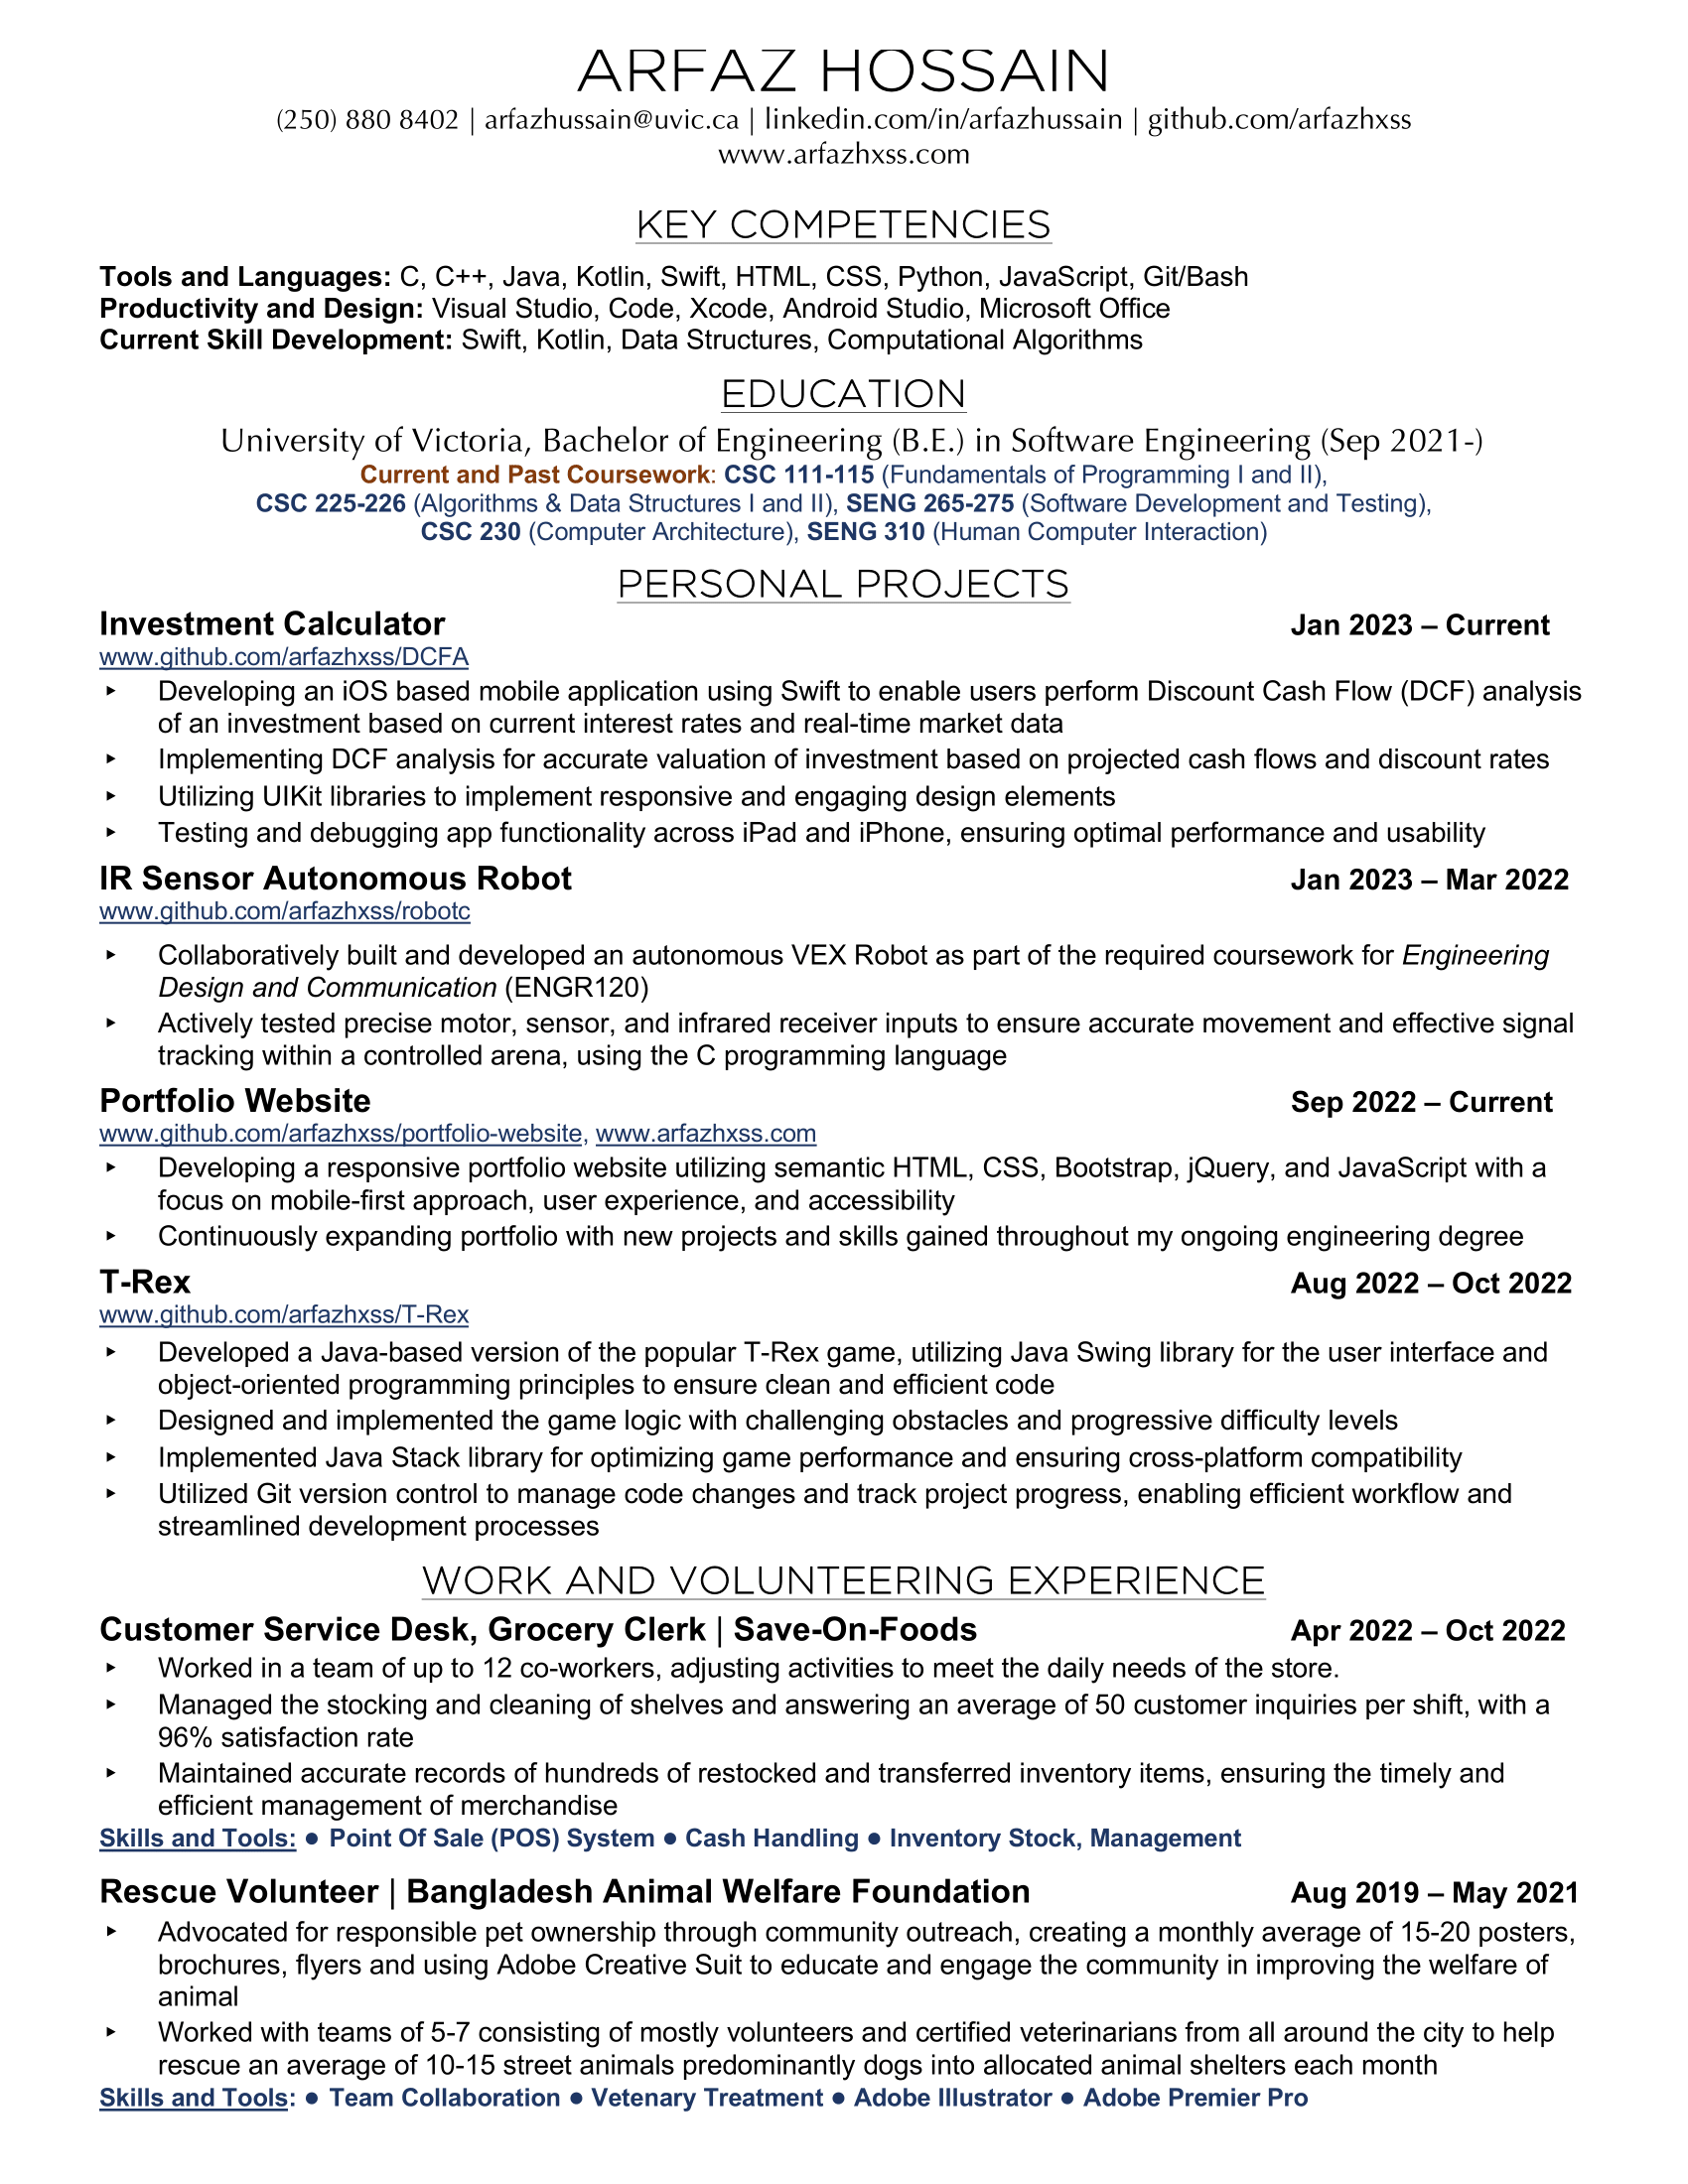 ARFAZ HOSSAIN
(250) 880 8402 | arfazhussain@uvic.ca | linkedin.com/in/arfazhussain | github.com/arfazhxss
www.arfazhxss.com
KEY COMPETENCIES
Tools and Languages: C, C++, Java, Kotlin, Swift, HTML, CSS, Python, JavaScript, Git/Bash
Productivity and Design: Visual Studio, Code, Xcode, Android Studio, Microsoft Office
Current Skill Development: Swift, Kotlin, Data Structures, Computational Algorithms
EDUCATION
University of Victoria, Bachelor of Engineering (B.E.) in Software Engineering (Sep 2021-)
Current and Past Coursework: CSC 111-115 (Fundamentals of Programming I and II),
CSC 225-226 (Algorithms & Data Structures I and II), SENG 265-275 (Software Development and Testing),
CSC 230 (Computer Architecture), SENG 310 (Human Computer Interaction)
PERSONAL PROJECTS
Investment Calculator Jan 2023 – Current
www.github.com/arfazhxss/DCFA
‣ Developing an iOS based mobile application using Swift to enable users perform Discount Cash Flow (DCF) analysis
of an investment based on current interest rates and real-time market data
‣ Implementing DCF analysis for accurate valuation of investment based on projected cash flows and discount rates
‣ Utilizing UIKit libraries to implement responsive and engaging design elements
‣ Testing and debugging app functionality across iPad and iPhone, ensuring optimal performance and usability
IR Sensor Autonomous Robot Jan 2023 – Mar 2022
www.github.com/arfazhxss/robotc
‣ Collaboratively built and developed an autonomous VEX Robot as part of the required coursework for Engineering
Design and Communication (ENGR120)
‣ Actively tested precise motor, sensor, and infrared receiver inputs to ensure accurate movement and effective signal
tracking within a controlled arena, using the C programming language
Portfolio Website Sep 2022 – Current
www.github.com/arfazhxss/portfolio-website, www.arfazhxss.com
‣ Developing a responsive portfolio website utilizing semantic HTML, CSS, Bootstrap, jQuery, and JavaScript with a
focus on mobile-first approach, user experience, and accessibility
‣ Continuously expanding portfolio with new projects and skills gained throughout my ongoing engineering degree
T-Rex Aug 2022 – Oct 2022
www.github.com/arfazhxss/T-Rex
‣ Developed a Java-based version of the popular T-Rex game, utilizing Java Swing library for the user interface and
object-oriented programming principles to ensure clean and efficient code
‣ Designed and implemented the game logic with challenging obstacles and progressive difficulty levels
‣ Implemented Java Stack library for optimizing game performance and ensuring cross-platform compatibility
‣ Utilized Git version control to manage code changes and track project progress, enabling efficient workflow and
streamlined development processes
WORK AND VOLUNTEERING EXPERIENCE
Customer Service Desk, Grocery Clerk | Save-On-Foods Apr 2022 – Oct 2022
‣ Worked in a team of up to 12 co-workers, adjusting activities to meet the daily needs of the store.
‣ Managed the stocking and cleaning of shelves and answering an average of 50 customer inquiries per shift, with a
96% satisfaction rate
‣ Maintained accurate records of hundreds of restocked and transferred inventory items, ensuring the timely and
efficient management of merchandise
Skills and Tools: ● Point Of Sale (POS) System ● Cash Handling ● Inventory Stock, Management
Rescue Volunteer | Bangladesh Animal Welfare Foundation Aug 2019 – May 2021
‣ Advocated for responsible pet ownership through community outreach, creating a monthly average of 15-20 posters,
brochures, flyers and using Adobe Creative Suit to educate and engage the community in improving the welfare of
animal
‣ Worked with teams of 5-7 consisting of mostly volunteers and certified veterinarians from all around the city to help
rescue an average of 10-15 street animals predominantly dogs into allocated animal shelters each month
Skills and Tools: ● Team Collaboration ● Vetenary Treatment ● Adobe Illustrator ● Adobe Premier Pro